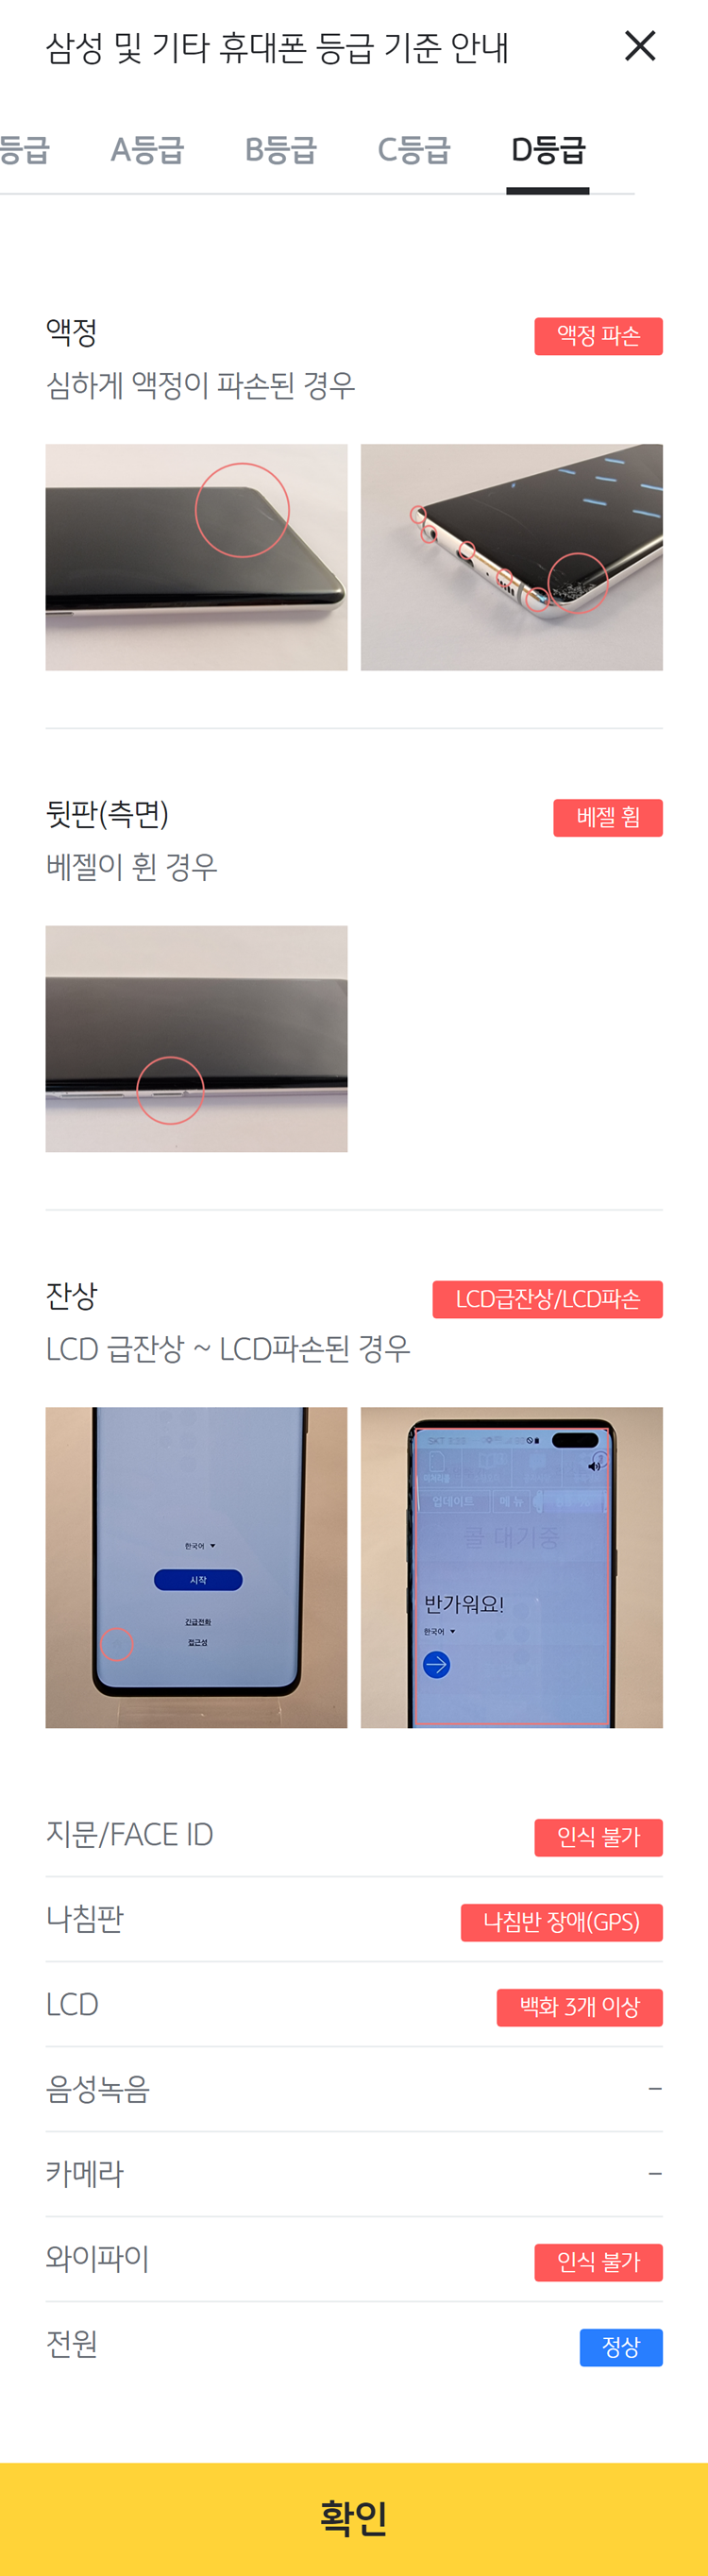 삼성 및 기타 휴대폰 등급 기준 안내
등급 A등급 B등급 C등급 D등급
액정 액정 파손
심하게 액정이 파손된 경우
뒷판(측면) 베젤 휨
베젤이 휜 경우
잔상 LCD급잔상/LCD파손
LCD 급잔상 ~ LCD파손된 경우
한국어
시작
긴급전화
접근성
업데이트 메뉴
콜 대기중
반가워요!
한국어
지문/FACE ID 인식 불가
나침판 나침반 장애(GPS)
LCD 백화 3개 이상
음성녹음 –
카메라 –
와이파이 인식 불가
전원 정상
확인